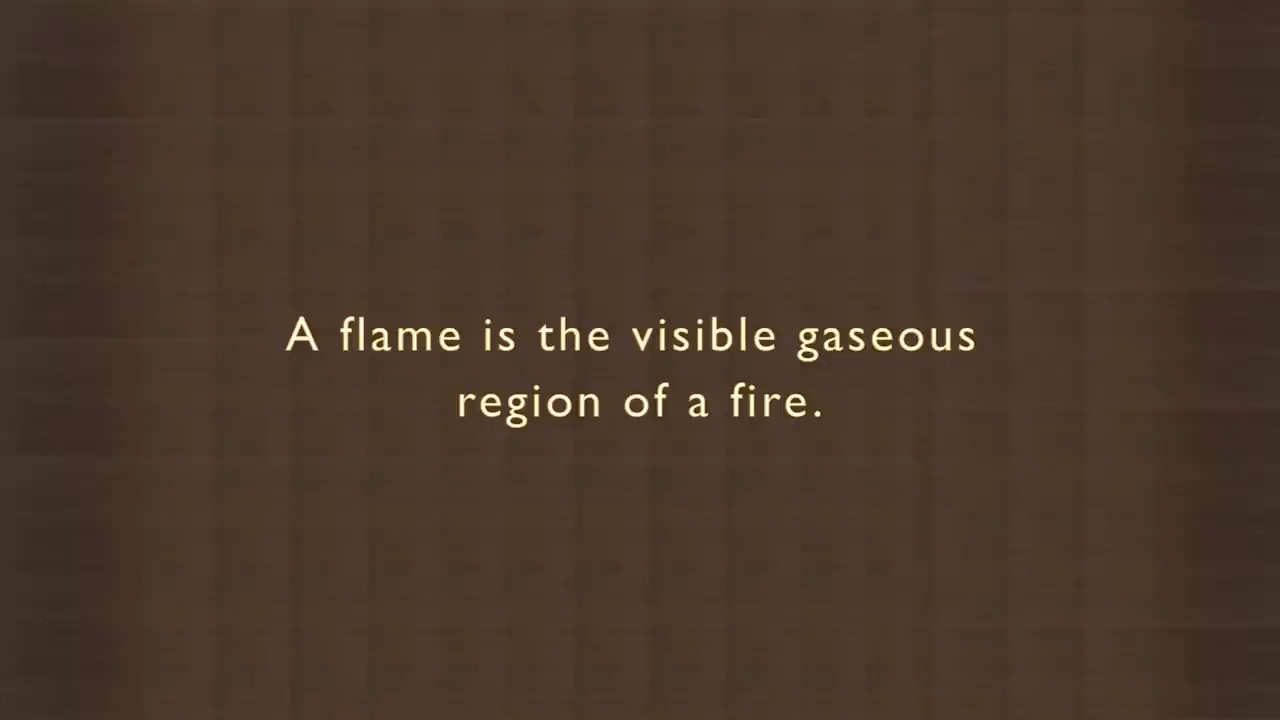 A flame is the visible gaseous
region of a fire.